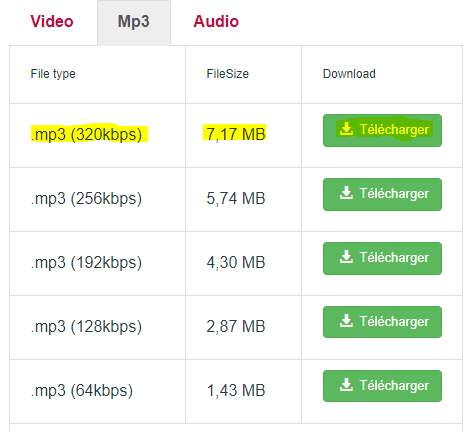 Video Mp3 Audio
File type FileSize Download
.mp3 (320kbps) 7,17 MB Télécharger
.mp3 (256kbps) 5,74 MB Télécharger
.mp3 (192kbps) 4,30 MB Télécharger
.mp3 (128kbps) 2,87 MB Télécharger
.mp3 (64kbps) 1,43 MB Télécharger